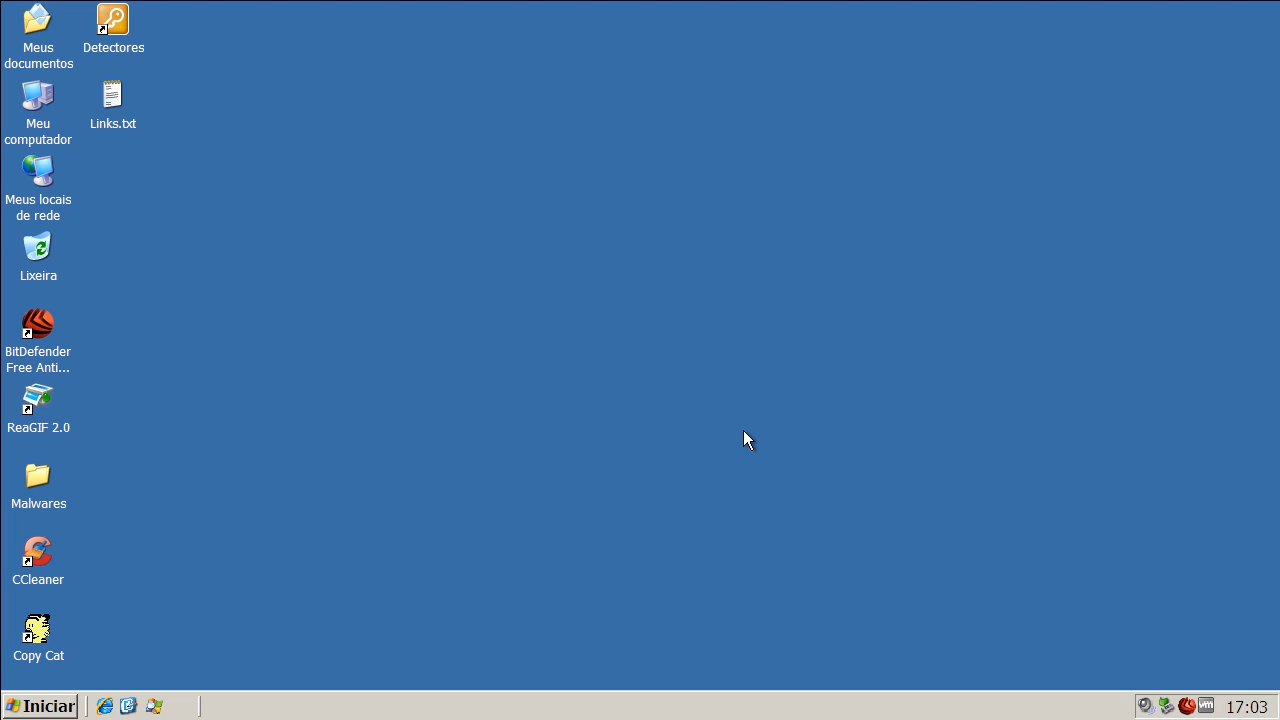 Meus
documentos
Meu
computador
Meus locais
de rede
Lixeira
BitDefender
Free Anti...
ReaGIF 2.0
Malwares
CCleaner
Copy Cat
Detectores
Links.txt
Iniciar
vm
17:03